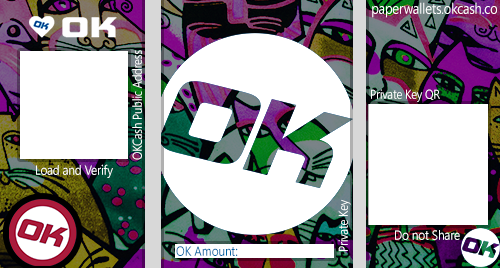 OK OK
OKCash Public Address
Load and Verify
OK
OK
OK Amount:
Private Key
paperwallets.okcash.co
Private Key QR
Do not Share
OK